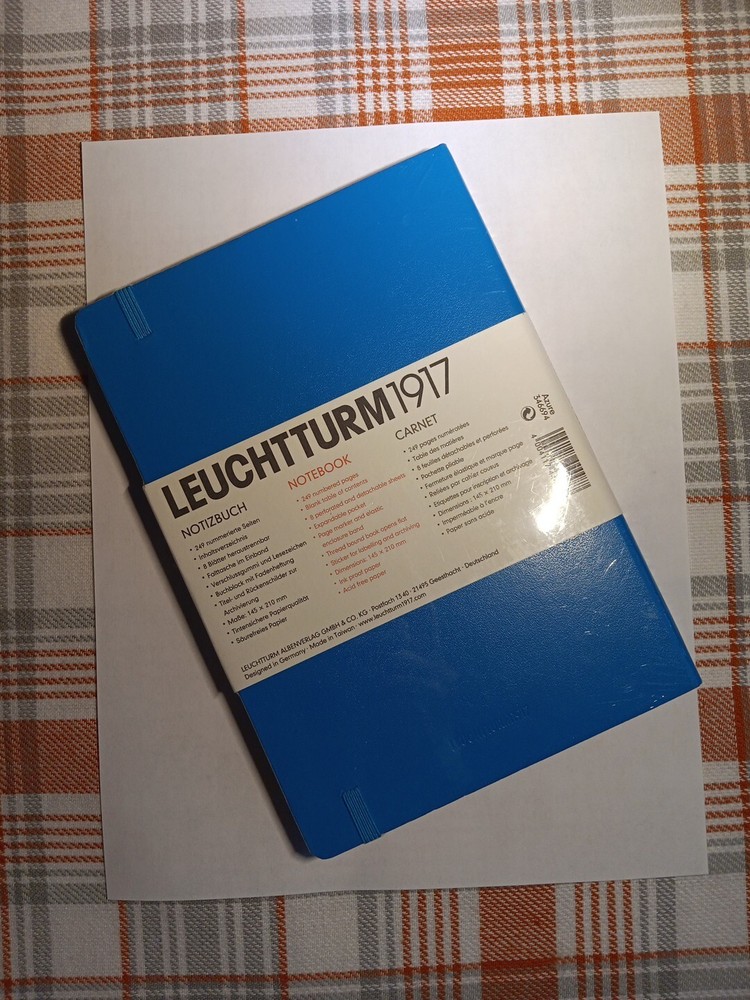 LEUCHTTURM1917
NOTIZBUCH
• 249 nummerierte Seiten
• Inhaltsverzeichnis
• 8 Blätter heraustrennbar
• Falttasche im Einband
• Verschlussgummi und Lesezeichen
• Buchblock mit Fadenheftung
• Titel- und Rückenschilder zur
Archivierung
• Maße: 145 x 210 mm
• Tintensichere Papierqualität
• Säurefreies Papier
NOTEBOOK
• 249 numbered pages
• Blank table of contents
• 8 perforated and detachable sheets
• Expandable pocket
• Page marker and elastic
enclosure band
• Thread bound book opens flat
• Sticker for labelling and archiving
• Dimensions: 145 x 210 mm
• Ink proof paper
• Acid free paper
CARNET
• 249 pages numérotées
• Table des matières
• 8 feuilles détachables et perforées
• Pochette pliable
• Fermeture élastique et marque page
• Reliées par cahier cousus
• Etiquettes pour inscription et archivage
• Dimensions: 145 x 210 mm
• Imperméable à l'encre
• Papier sans acide
LEUCHTTURM ALBENVERLAG GMBH & CO. KG · Postfach 1340 · 21495 Geesthacht · Deutschland
Designed in Germany · Made in Taiwan · www.leuchtturm1917.com
Azure
346694